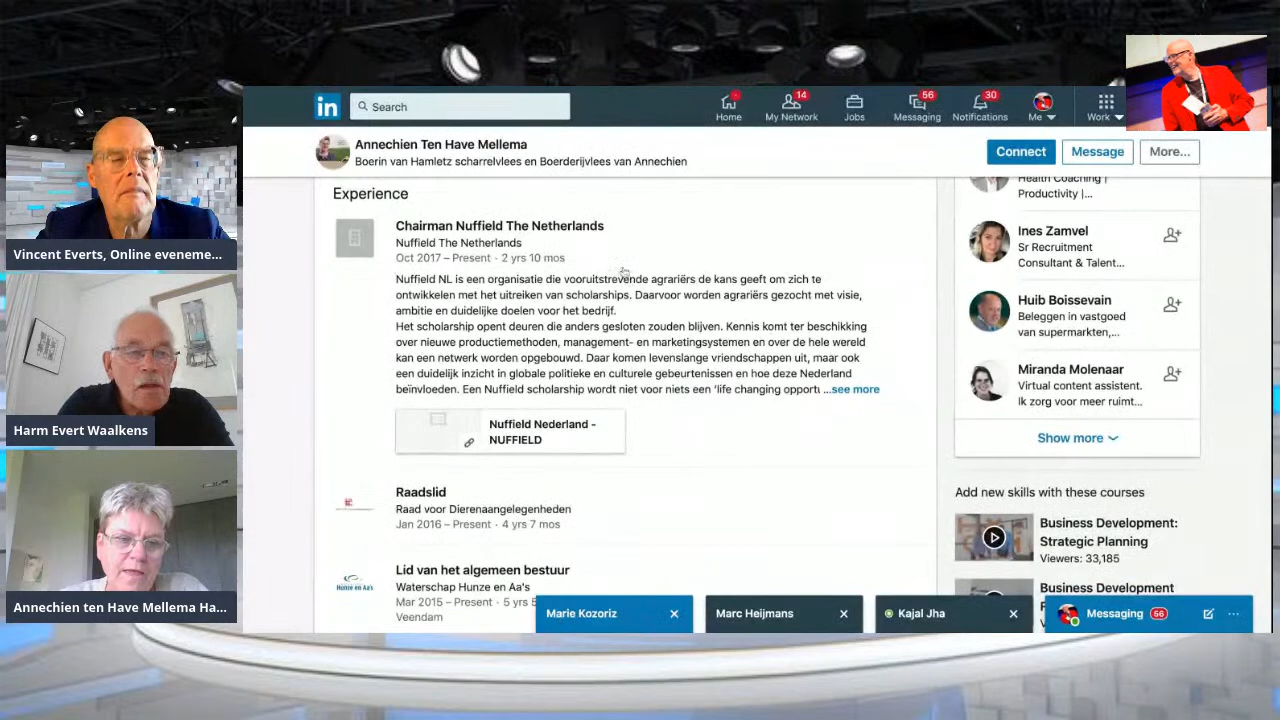 in
Search
Home
14
My Network
Jobs
56
Messaging
30
Notifications
Me
Work
Annechien Ten Have Mellema
Boerin van Hamletz scharrelvlees en Boerderijvlees van Annechien
Connect
Message
More...
Vincent Everts, Online eveneme...
Harm Evert Waalkens
Annechien ten Have Mellema Ha...
Experience
Chairman Nuffield The Netherlands
Nuffield The Netherlands
Oct 2017 – Present · 2 yrs 10 mos
Nuffield NL is een organisatie die vooruitstrevende agrariërs de kans geeft om zich te
ontwikkelen met het uitreiken van scholarships. Daarvoor worden agrariërs gezocht met visie,
ambitie en duidelijke doelen voor het bedrijf.
Het scholarship opent deuren die anders gesloten zouden blijven. Kennis komt ter beschikking
over nieuwe productiemethoden, management- en marketingsystemen en over de hele wereld
kan een netwerk worden opgebouwd. Daar komen levenslange vriendschappen uit, maar ook
een duidelijk inzicht in globale politieke en culturele gebeurtenissen en hoe deze Nederland
beïnvloeden. Een Nuffield scholarship wordt niet voor niets een 'life changing opportu ...see more
Nuffield Nederland -
NUFFIELD
Raadslid
Raad voor Dierenaangelegenheden
Jan 2016 – Present · 4 yrs 7 mos
Hunze en Aa's
Lid van het algemeen bestuur
Waterschap Hunze en Aa's
Mar 2015 – Present · 5 yrs
Veendam
Health Coaching |
Productivity |...
Ines Zamvel
Sr Recruitment
Consultant & Talent...
Huib Boissevain
Beleggen in vastgoed
van supermarkten,...
Miranda Molenaar
Virtual content assistent.
Ik zorg voor meer ruimt...
Show more
Add new skills with these courses
Business Development:
Strategic Planning
Viewers: 33,185
Business Development
Marie Kozoriz
Marc Heijmans
Kajal Jha
Messaging
56